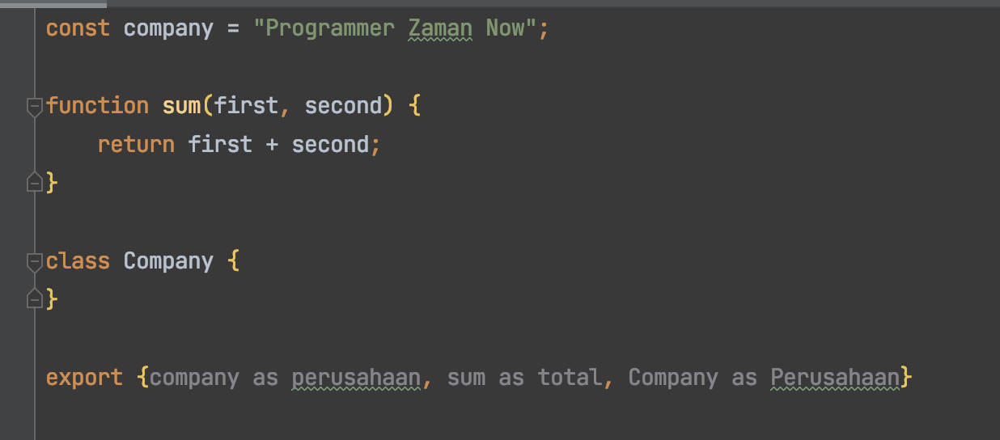 const company = "Programmer Zaman Now";
function sum(first, second) {
    return first + second;
}
class Company {
}
export {company as perusahaan, sum as total, Company as Perusahaan}